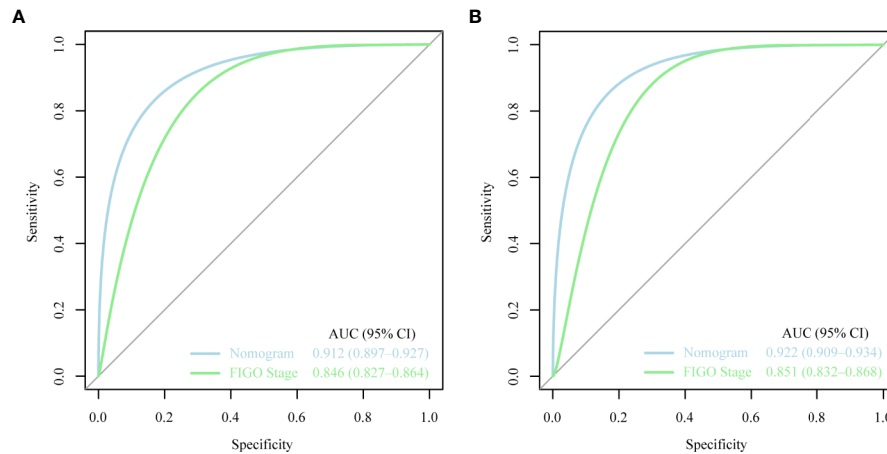 A
1.0
0.8
0.6
0.4
0.2
0.0
Sensitivity
AUC (95% CI)
Nomogram 0.912 (0.897–0.927)
FIGO Stage 0.846 (0.827–0.864)
0.0 0.2 0.4 0.6 0.8 1.0
Specificity
B
1.0
0.8
0.6
0.4
0.2
0.0
Sensitivity
AUC (95% CI)
Nomogram 0.922 (0.909–0.934)
FIGO Stage 0.851 (0.832–0.868)
0.0 0.2 0.4 0.6 0.8 1.0
Specificity